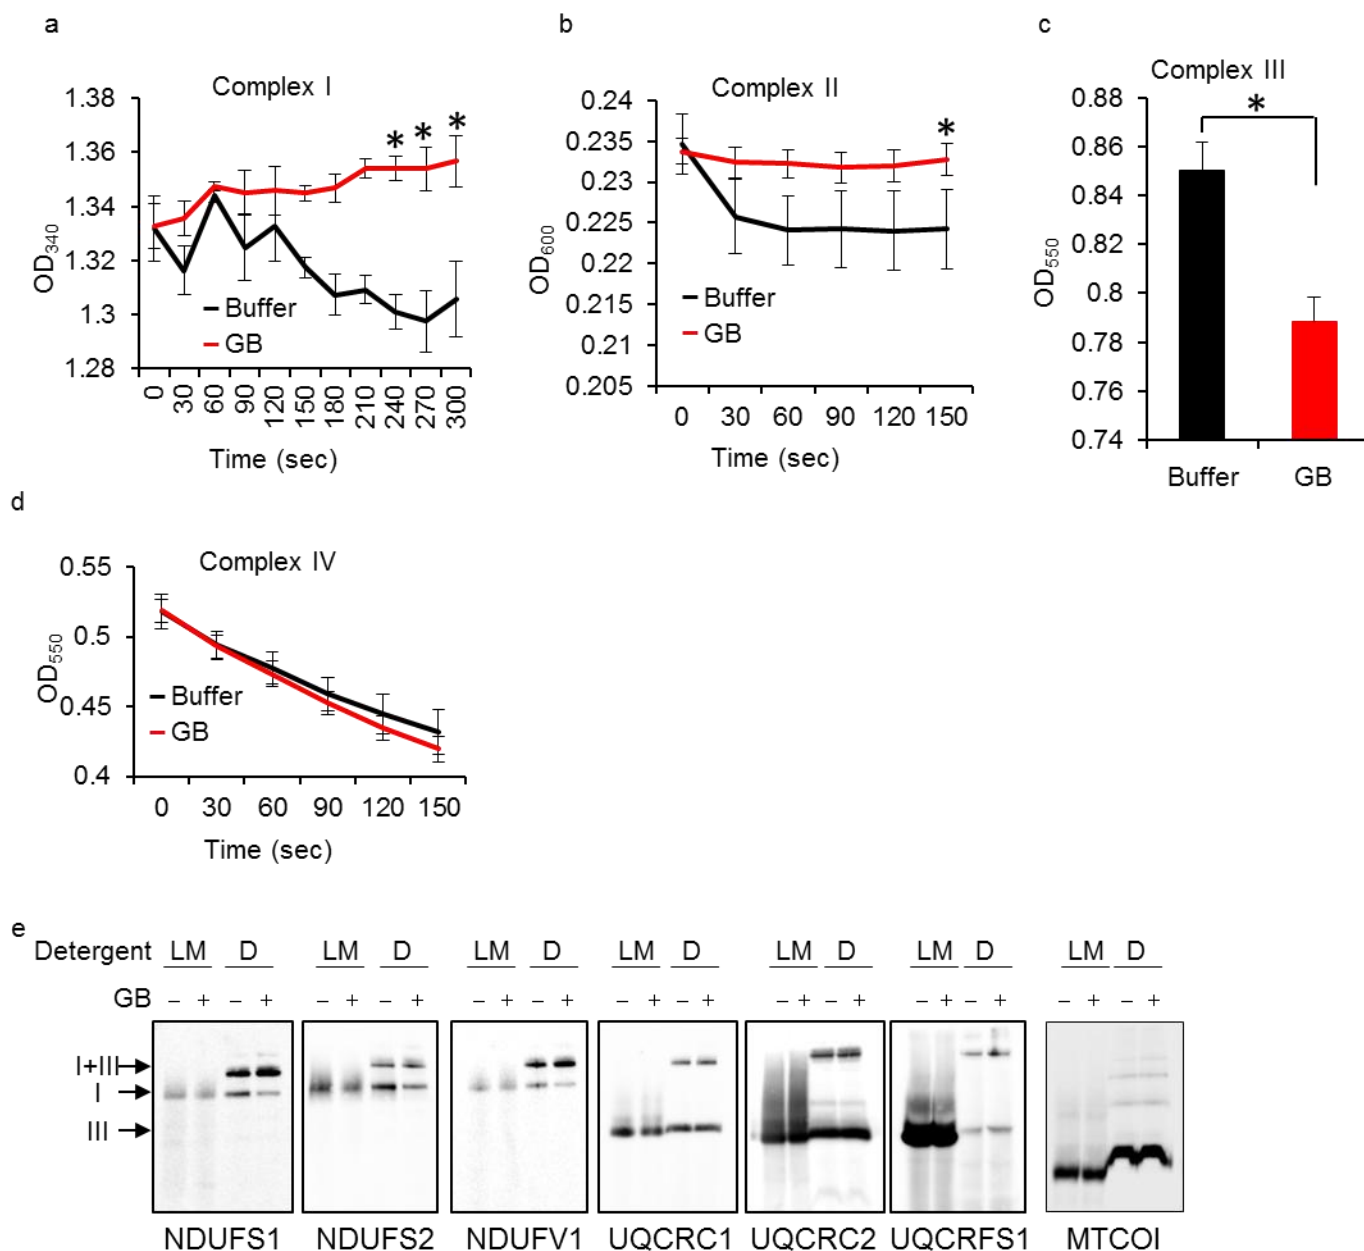 a
Complex I
1.38
1.36
1.34
1.32
1.3
1.28
OD340
* * *
Buffer
GB
0 30 60 90 120 150 180 210 240 270 300
Time (sec)
b
Complex II
0.24
0.235
0.23
0.225
0.22
0.215
0.21
0.205
OD600
*
Buffer
GB
0 30 60 90 120 150
Time (sec)
c
Complex III
0.88
0.86
0.84
0.82
0.8
0.78
0.76
0.74
OD550
*
Buffer GB
d
Complex IV
0.55
0.5
0.45
0.4
OD550
Buffer
GB
0 30 60 90 120 150
Time (sec)
e
Detergent LM D LM D LM D LM D LM D LM D LM D
GB – + – + – + – + – + – + – + – + – + – + – + – + – + – +
I+III
I
III
NDUFS1 NDUFS2 NDUFV1 UQCRC1 UQCRC2 UQCRFS1 MTCOI